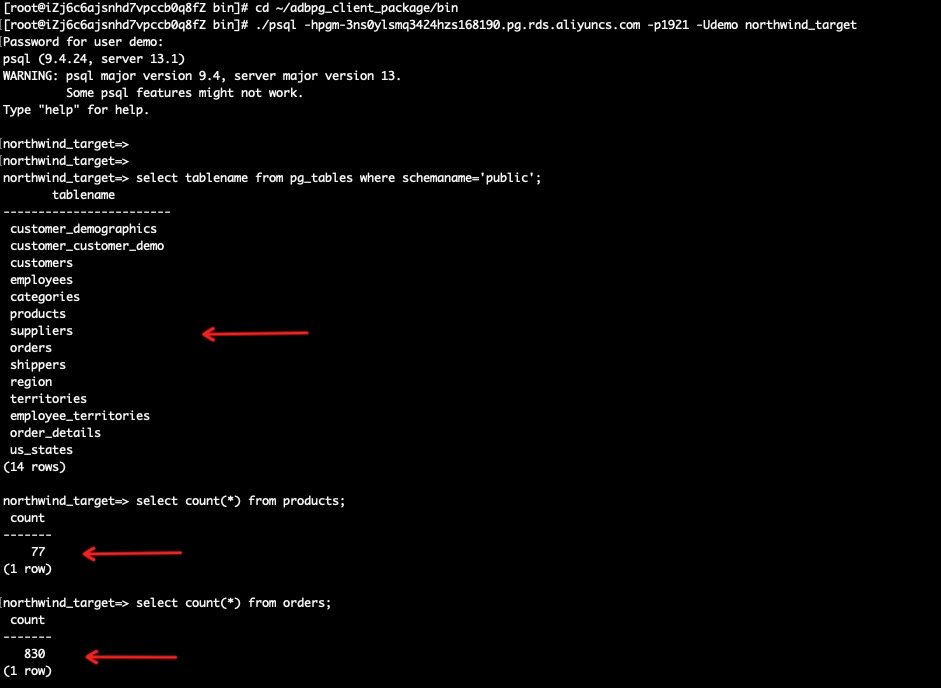 [root@iZj6c6ajsnhd7vpccb0q8fZ bin]# cd ~/adbpg_client_package/bin
[root@iZj6c6ajsnhd7vpccb0q8fZ bin]# ./psql -hpgm-3ns0ylsmq3424hzs168190.pg.rds.aliyuncs.com -p1921 -Udemo northwind_target
Password for user demo:
psql (9.4.24, server 13.1)
WARNING: psql major version 9.4, server major version 13.
Some psql features might not work.
Type "help" for help.
northwind_target=>
northwind_target=>
northwind_target=> select tablename from pg_tables where schemaname='public';
tablename
------------------------
customer_demographics
customer_customer_demo
customers
employees
categories
products
suppliers
orders
shippers
region
territories
employee_territories
order_details
us_states
(14 rows)
northwind_target=> select count(*) from products;
count
-------
77
(1 row)
northwind_target=> select count(*) from orders;
count
-------
830
(1 row)